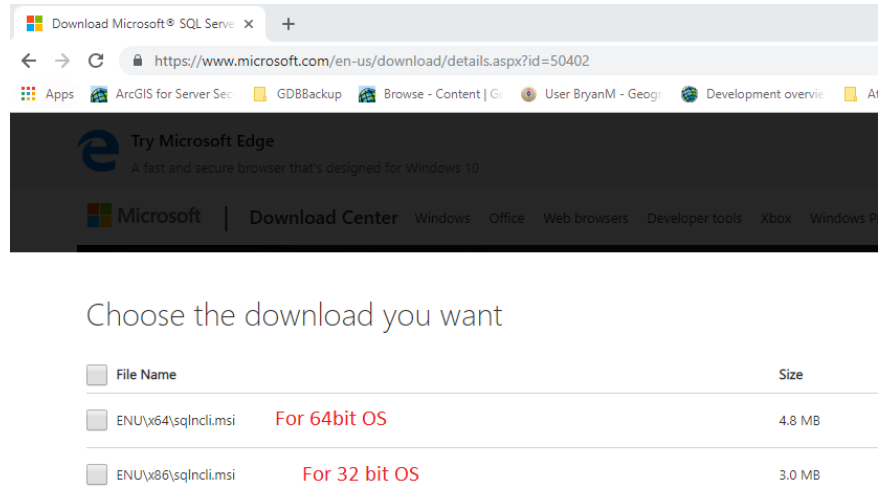 Download Microsoft® SQL Serve
https://www.microsoft.com/en-us/download/details.aspx?id=50402
Apps ArcGIS for Server Sec GDBBackup Browse - Content | G User BryanM - Geogr Development overvie At
Try Microsoft Edge
A fast and secure browser that's designed for Windows 10
Microsoft | Download Center Windows Office Web browsers Developer tools Xbox Windows P
Choose the download you want
File Name Size
ENU\x64\sqlncli.msi For 64bit OS 4.8 MB
ENU\x86\sqlncli.msi For 32 bit OS 3.0 MB